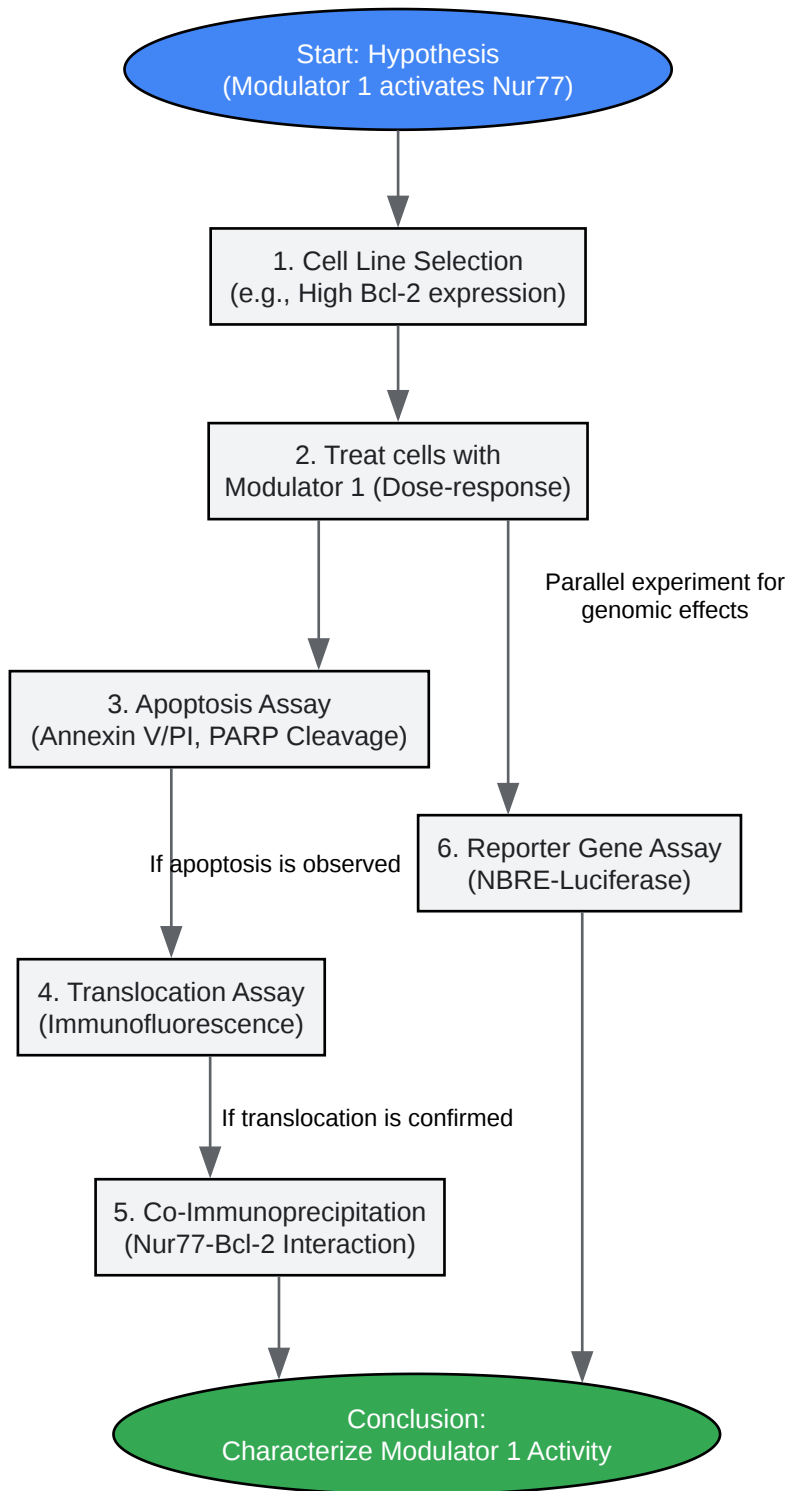 Start: Hypothesis
(Modulator 1 activates Nur77)
1. Cell Line Selection
(e.g., High Bcl-2 expression)
2. Treat cells with
Modulator 1 (Dose-response)
Parallel experiment for
genomic effects
3. Apoptosis Assay
(Annexin V/PI, PARP Cleavage)
If apoptosis is observed
6. Reporter Gene Assay
(NBRE-Luciferase)
4. Translocation Assay
(Immunofluorescence)
If translocation is confirmed
5. Co-Immunoprecipitation
(Nur77-Bcl-2 Interaction)
Conclusion:
Characterize Modulator 1 Activity